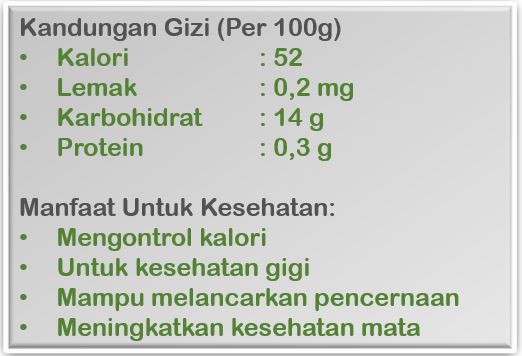 Kandungan Gizi (Per 100g)
• Kalori : 52
• Lemak : 0,2 mg
• Karbohidrat : 14 g
• Protein : 0,3 g
Manfaat Untuk Kesehatan:
• Mengontrol kalori
• Untuk kesehatan gigi
• Mampu melancarkan pencernaan
• Meningkatkan kesehatan mata